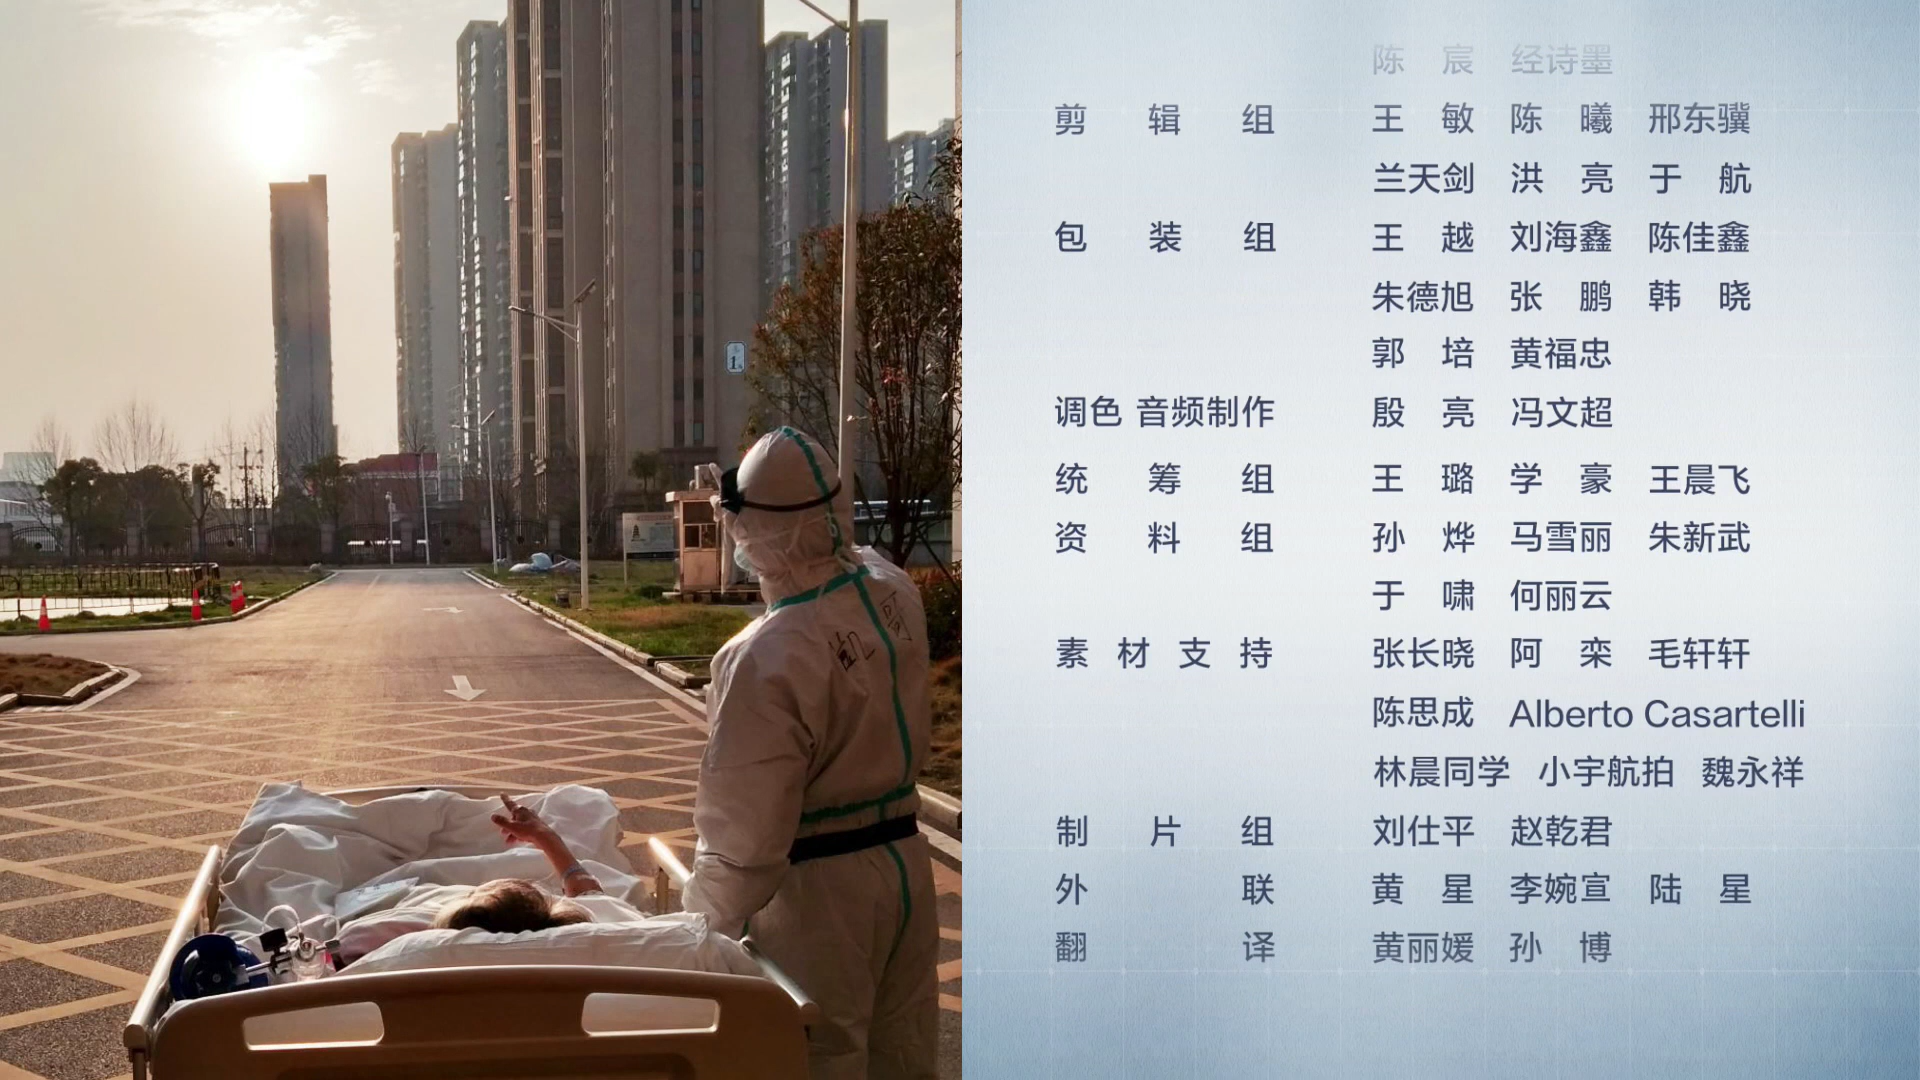 1
凯
哥
陈 宸 经诗墨
剪辑组 王 敏 陈 曦 邢东骥
兰天剑 洪 亮 于 航
包装组 王 越 刘海鑫 陈佳鑫
朱德旭 张 鹏 韩 晓
郭 培 黄福忠
调色 音频制作 殷 亮 冯文超
统筹组 王 璐 学 豪 王晨飞
资料组 孙 烨 马雪丽 朱新武
于 啸 何丽云
素材支持 张长晓 阿 栾 毛轩轩
陈思成 Alberto Casartelli
林晨同学 小宇航拍 魏永祥
制片组 刘仕平 赵乾君
外联 黄 星 李婉宣 陆 星
翻译 黄丽媛 孙 博